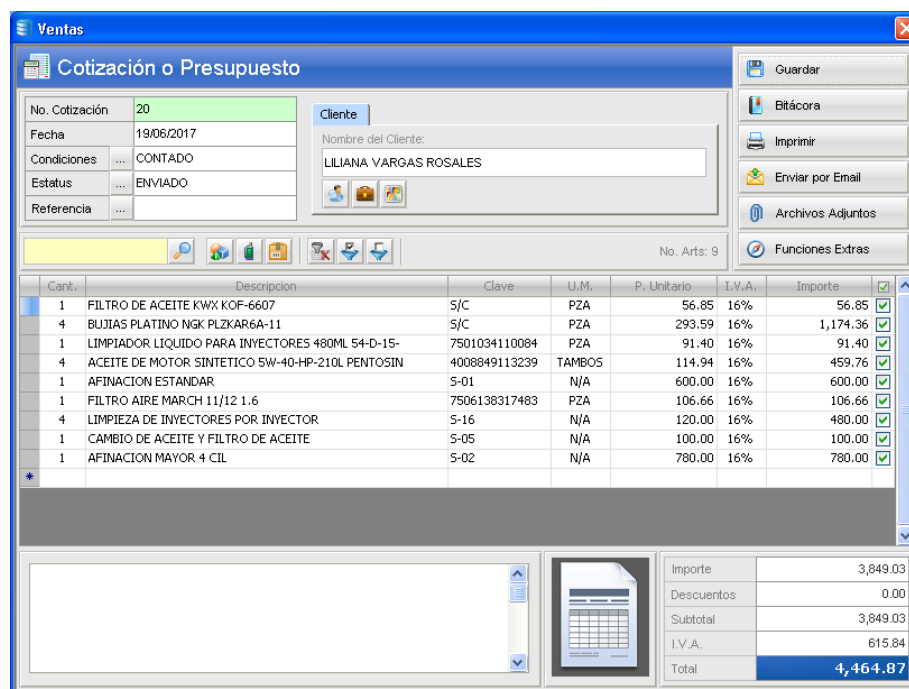 Ventas
Cotización o Presupuesto
Guardar
Bitácora
Imprimir
Enviar por Email
Archivos Adjuntos
Funciones Extras
No. Cotización 20
Fecha 19/06/2017
Condiciones ... CONTADO
Estatus ... ENVIADO
Referencia ...
Cliente
Nombre del Cliente:
LILIANA VARGAS ROSALES
No. Arts: 9
Cant. Descripcion Clave U.M. P. Unitario I.V.A. Importe
1 FILTRO DE ACEITE KWX KOF-6607 S/C PZA 56.85 16% 56.85
4 BUJIAS PLATINO NGK PLZKAR6A-11 S/C PZA 293.59 16% 1,174.36
1 LIMPIADOR LIQUIDO PARA INYECTORES 480ML 54-D-15- 7501034110084 PZA 91.40 16% 91.40
4 ACEITE DE MOTOR SINTETICO 5W-40-HP-210L PENTOSIN 4008849113239 TAMBOS 114.94 16% 459.76
1 AFINACION ESTANDAR S-01 N/A 600.00 16% 600.00
1 FILTRO AIRE MARCH 11/12 1.6 7506138317483 PZA 106.66 16% 106.66
4 LIMPIEZA DE INYECTORES POR INYECTOR S-16 N/A 120.00 16% 480.00
1 CAMBIO DE ACEITE Y FILTRO DE ACEITE S-05 N/A 100.00 16% 100.00
1 AFINACION MAYOR 4 CIL S-02 N/A 780.00 16% 780.00
Importe 3,849.03
Descuentos 0.00
Subtotal 3,849.03
I.V.A. 615.84
Total 4,464.87